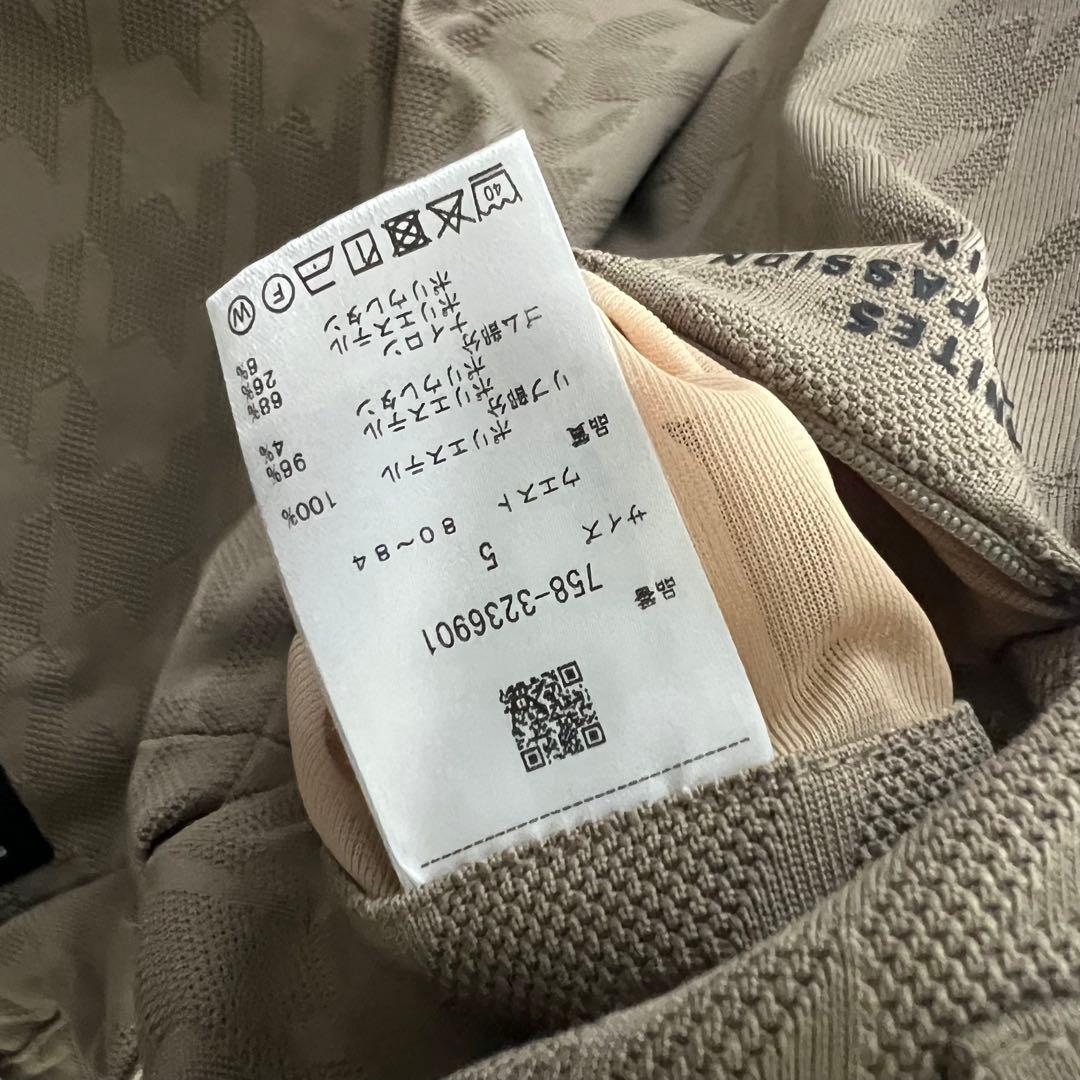 758-3236901
品番
サイズ
5
ウエスト
80~84
品質
ポリエステル 100%
リブ部分
ポリエステル 96%
ポリウレタン 4%
ゴム部分
ナイロン 68%
ポリエステル 26%
ポリウレタン 6%
40
F
W
IN
PASSION
NITES